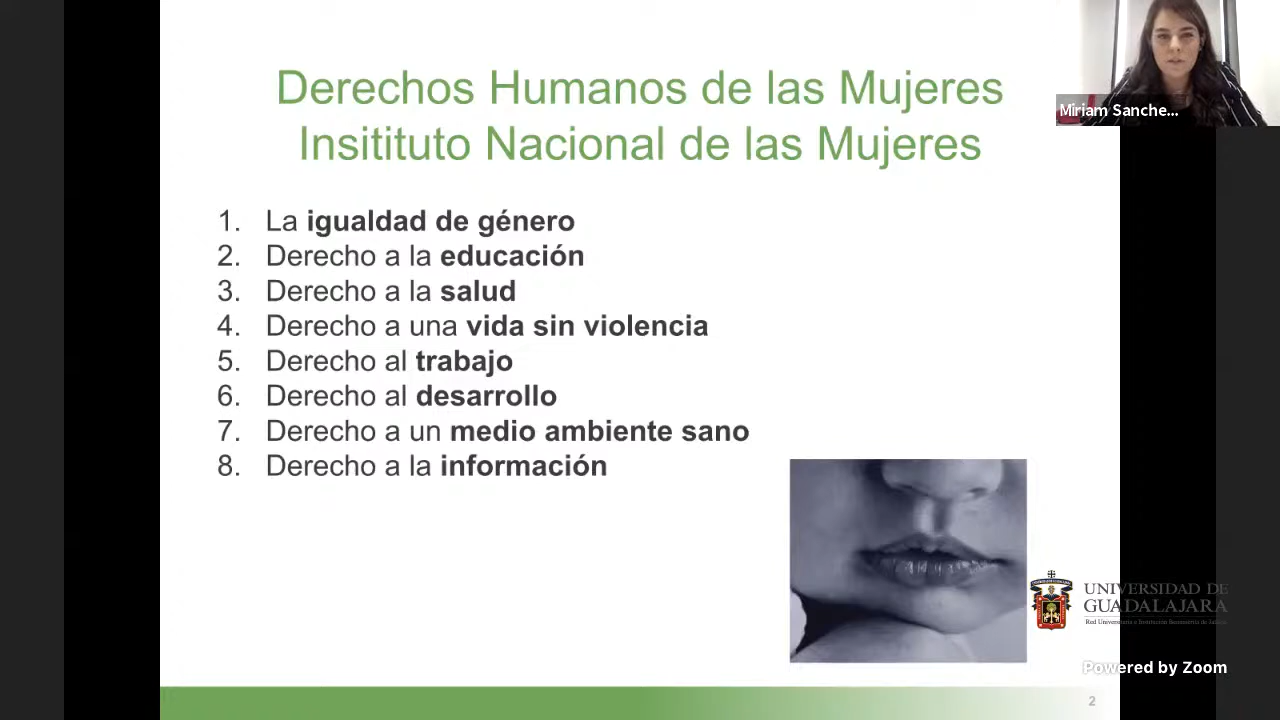 Derechos Humanos de las Mujeres
Insitituto Nacional de las Mujeres
Miriam Sanche...
1. La igualdad de género
2. Derecho a la educación
3. Derecho a la salud
4. Derecho a una vida sin violencia
5. Derecho al trabajo
6. Derecho al desarrollo
7. Derecho a un medio ambiente sano
8. Derecho a la información
UNIVERSIDAD DE
GUADALAJARA
Red Universitaria e Institución Benemérita de Jalisco
Powered by Zoom
2